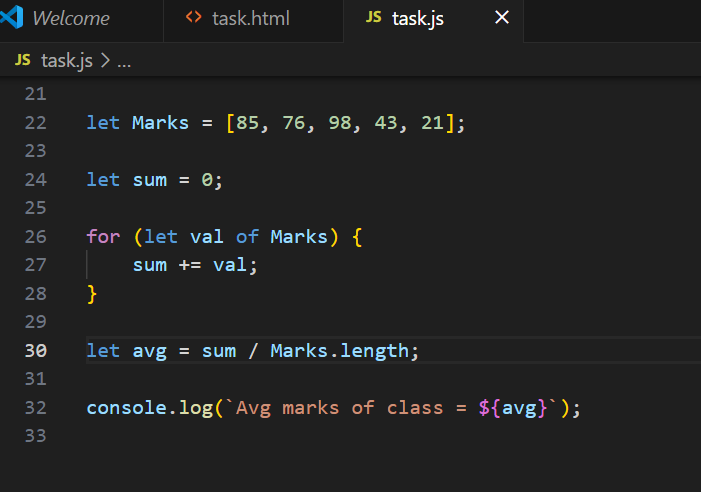 Welcome
<> task.html
JS task.js ×
JS task.js > ...
21
22 let Marks = [85, 76, 98, 43, 21];
23
24 let sum = 0;
25
26 for (let val of Marks) {
27     sum += val;
28 }
29
30 let avg = sum / Marks.length;
31
32 console.log(`Avg marks of class = ${avg}`);
33